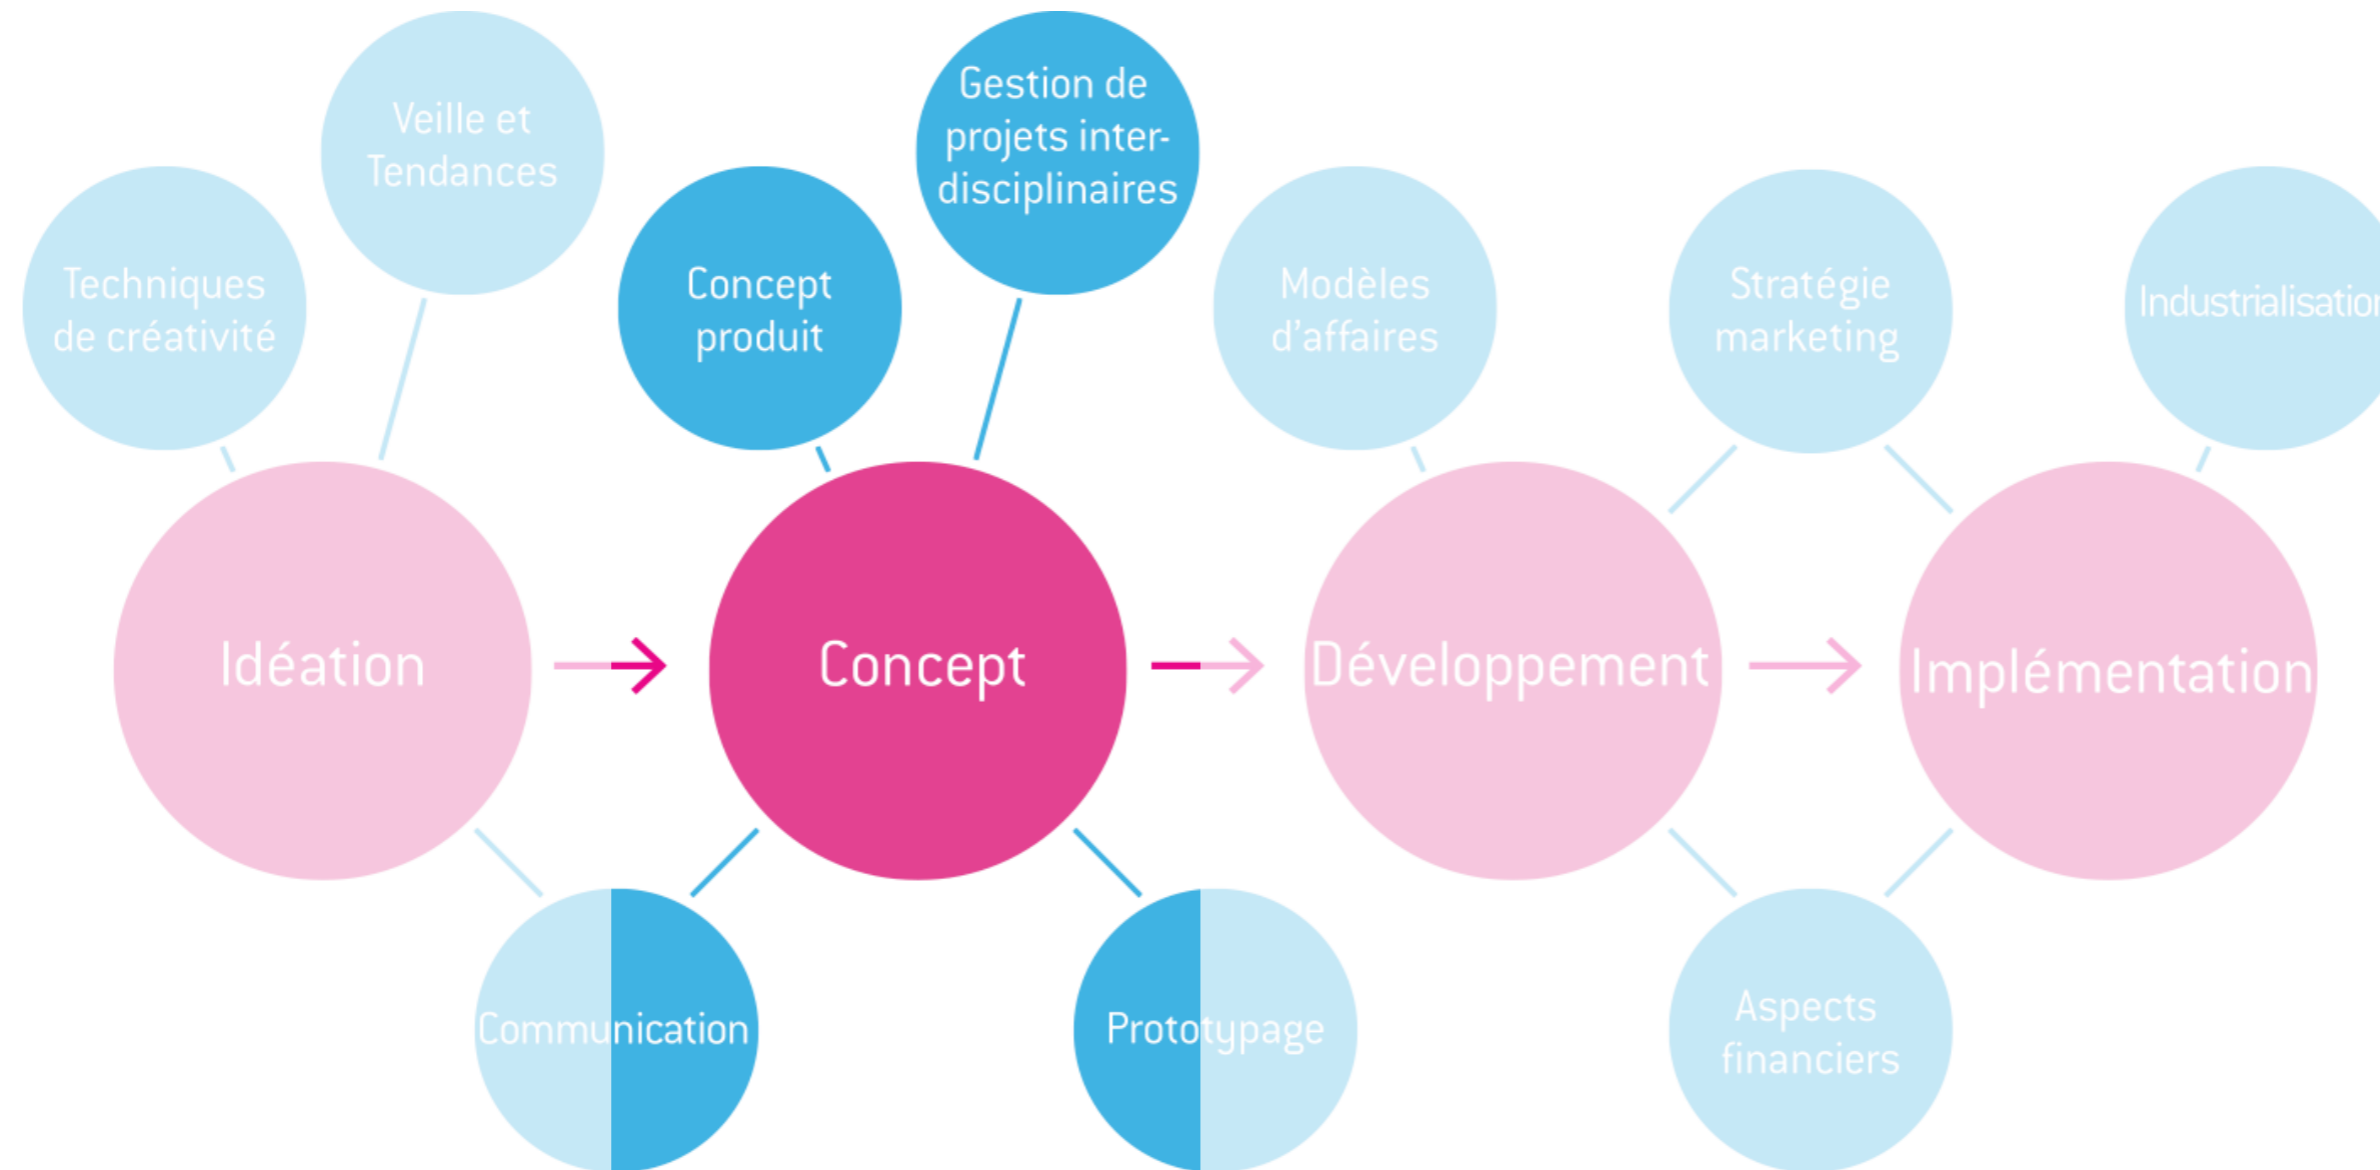 Veille et
Tendances
Gestion de
projets inter-
disciplinaires
Techniques
de créativité
Concept
produit
Modèles
d'affaires
Stratégie
marketing
Industrialisation
Idéation
Concept
Développement
Implémentation
Communication
Prototypage
Aspects
financiers